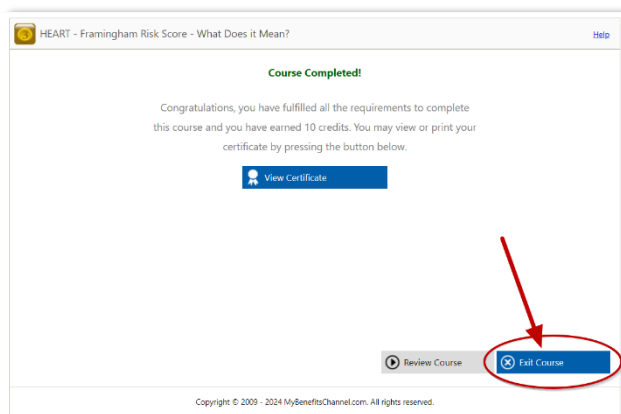 HEART - Framingham Risk Score - What Does it Mean?
Help
Course Completed!
Congratulations, you have fulfilled all the requirements to complete
this course and you have earned 10 credits. You may view or print your
certificate by pressing the button below.
View Certificate
Review Course
Exit Course
Copyright © 2009 - 2024 MyBenefitsChannel.com. All rights reserved.